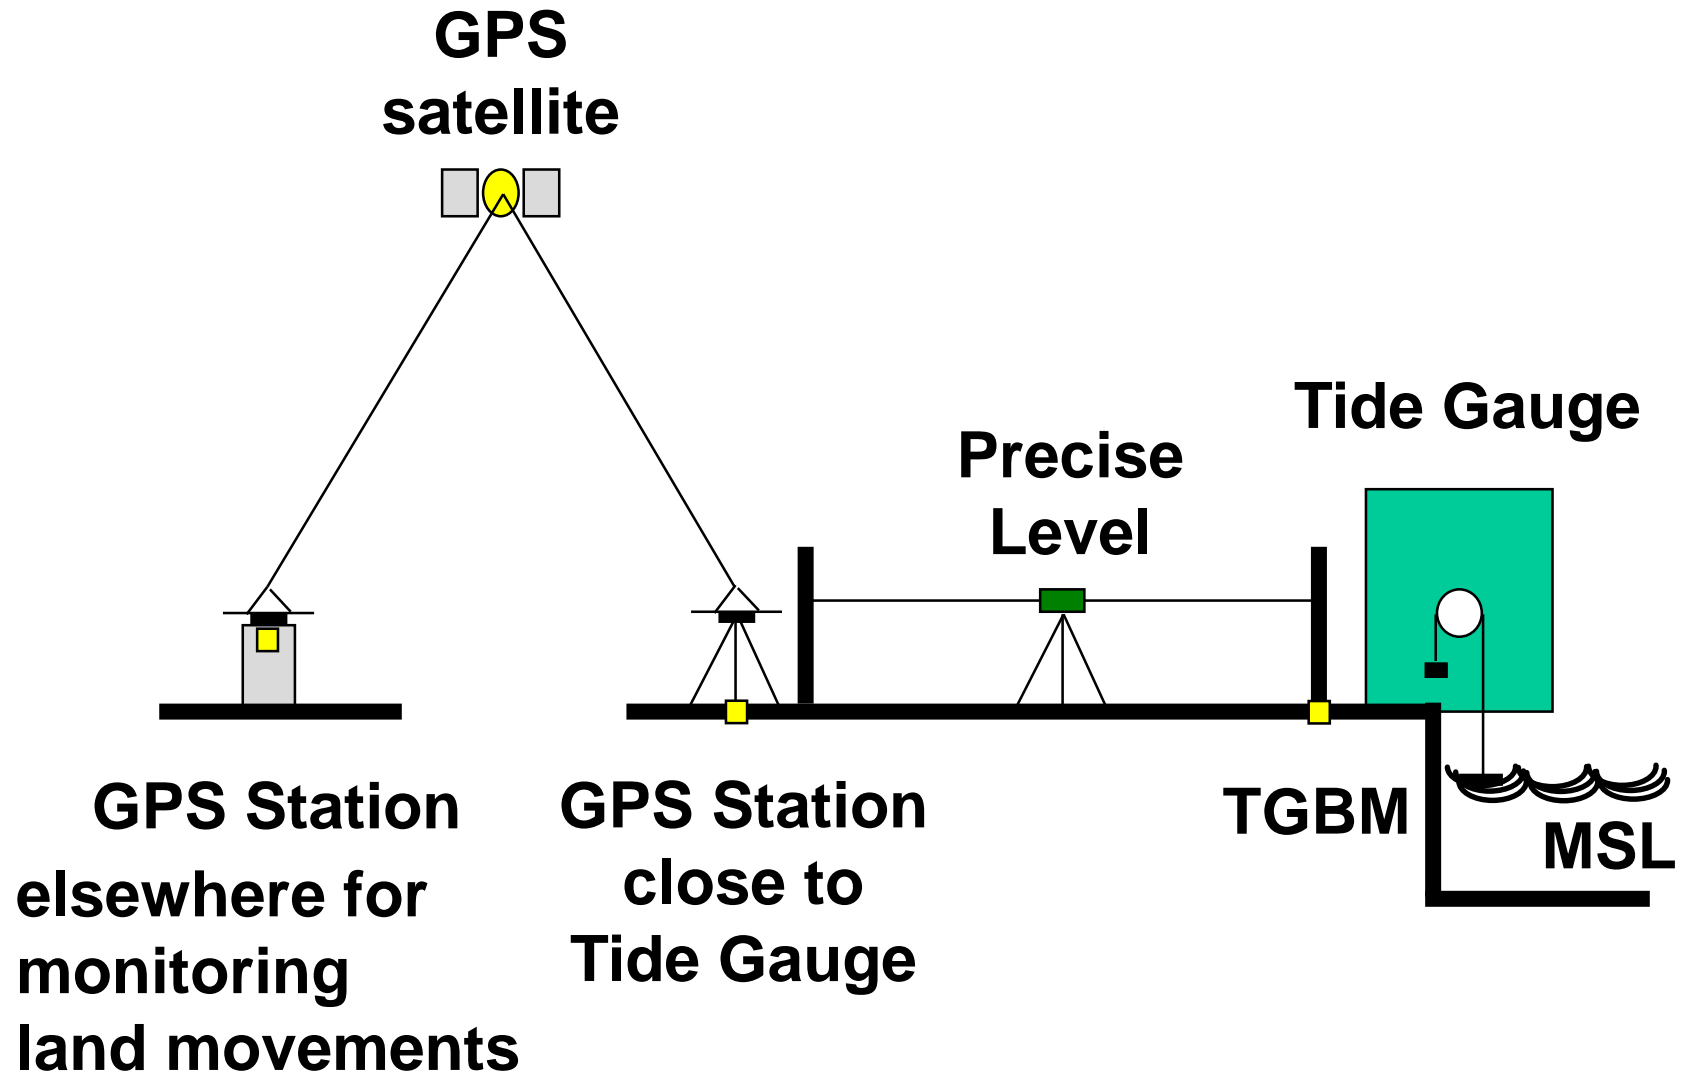 GPS
satellite
Tide Gauge
Precise
Level
GPS Station
elsewhere for
monitoring
land movements
GPS Station
close to
Tide Gauge
TGBM
MSL